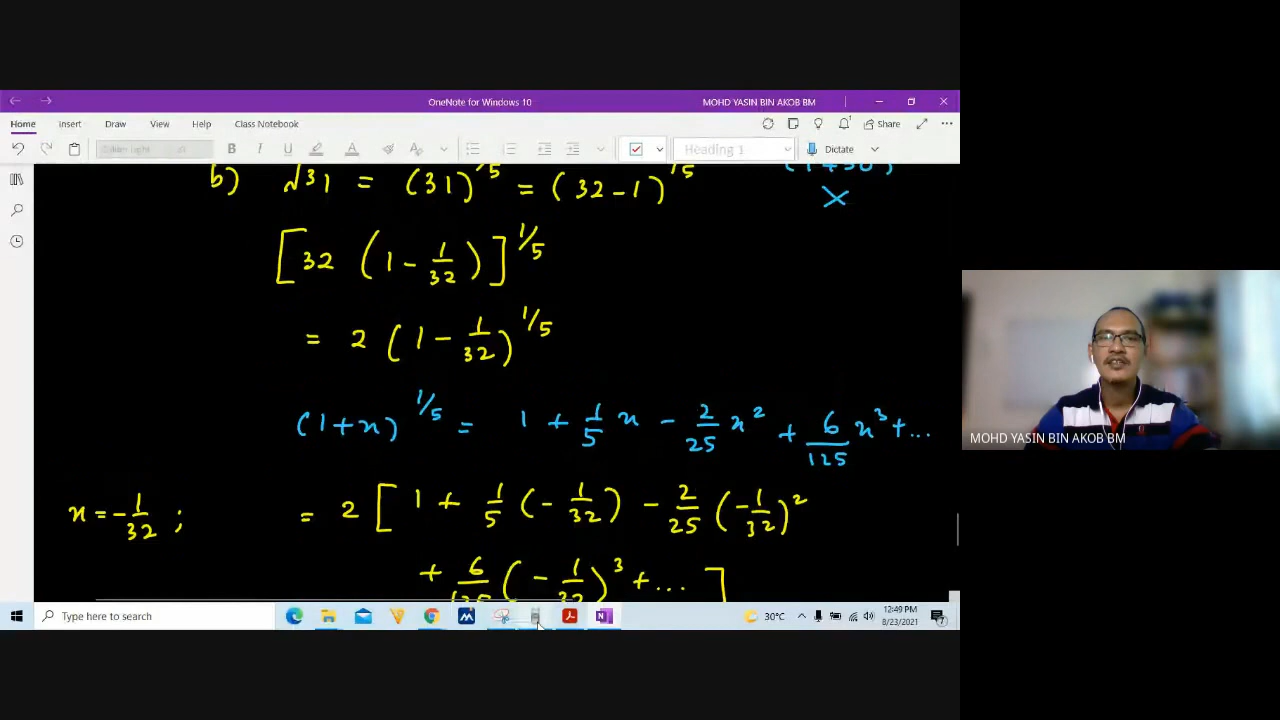 OneNote for Windows 10
MOHD YASIN BIN AKOB BM
Home Insert Draw View Help Class Notebook
Share
Heading 1
Dictate
b) √31 = (31)^1/5 = (32-1)^1/5
[32 (1 - 1/32)]^1/5
= 2 (1 - 1/32)^1/5
(1+x)^1/5 = 1 + 1/5 x - 2/25 x² + 6/125 x³ + ...
x = -1/32 ; = 2 [ 1 + 1/5 (-1/32) - 2/25 (-1/32)²
+ 6/125 (-1/32)³ + ... ]
MOHD YASIN BIN AKOB BM
Type here to search
30°C
12:49 PM
8/23/2021